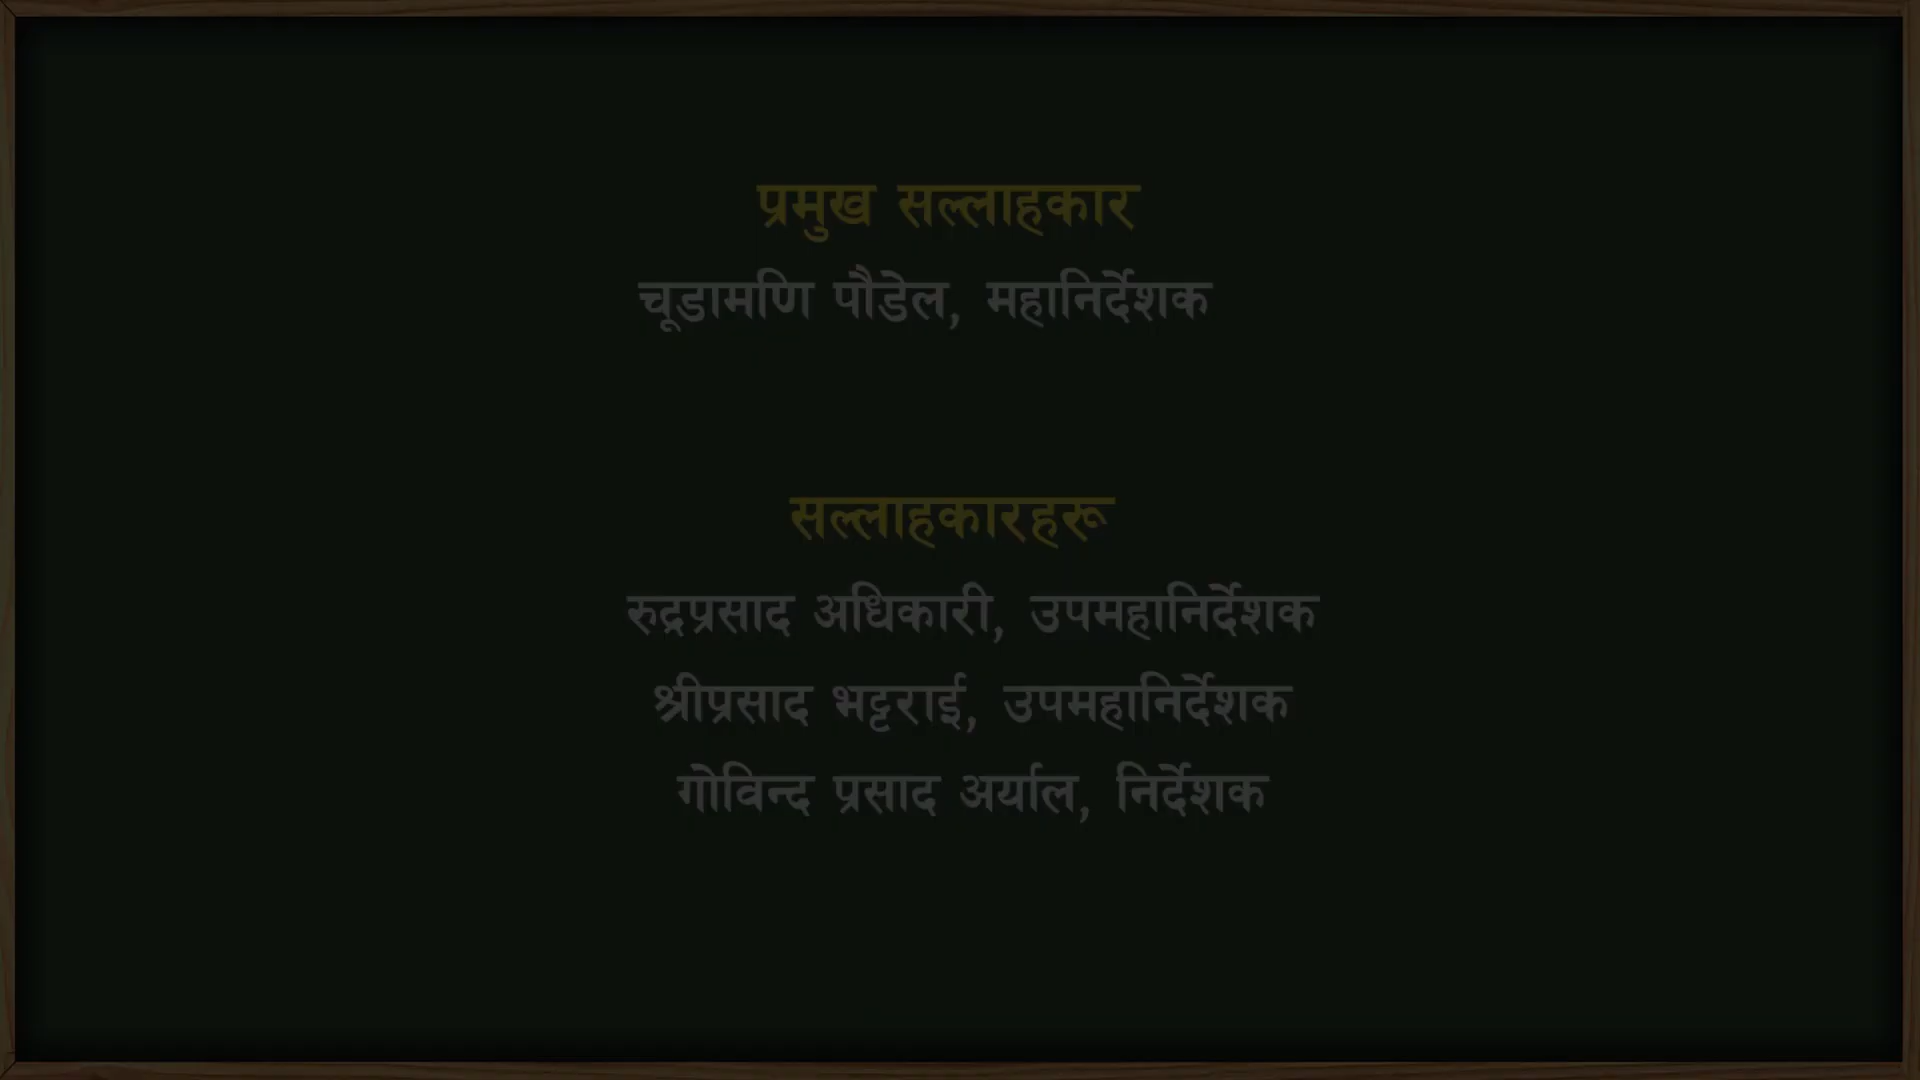 प्रमुख सल्लाहकार
चूडामणि पौडेल, महानिर्देशक
सल्लाहकारहरू
रुद्रप्रसाद अधिकारी, उपमहानिर्देशक
श्रीप्रसाद भट्टराई, उपमहानिर्देशक
गोविन्द प्रसाद अर्याल, निर्देशक